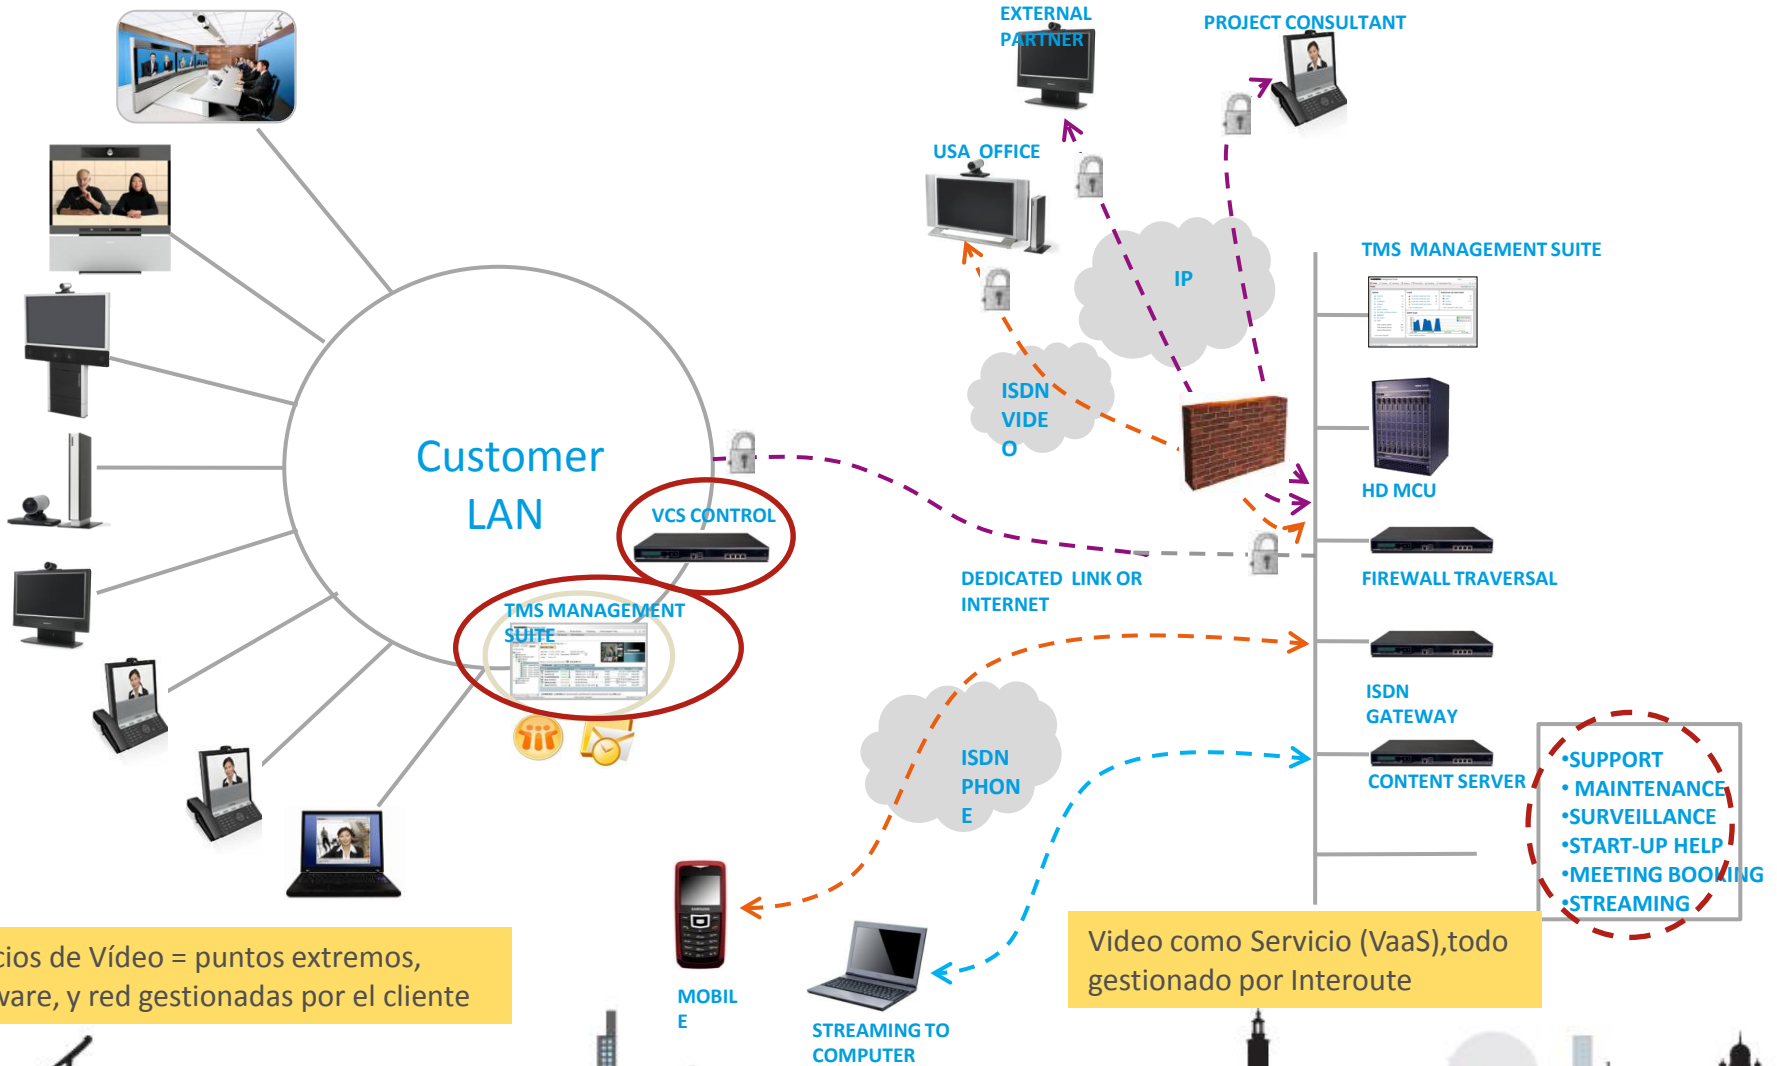 EXTERNAL
PARTNER
PROJECT CONSULTANT
USA OFFICE
IP
TMS MANAGEMENT SUITE
ISDN
VIDE
O
Customer
LAN
HD MCU
VCS CONTROL
DEDICATED LINK OR
INTERNET
FIREWALL TRAVERSAL
TMS MANAGEMENT
SUITE
ISDN
GATEWAY
ISDN
PHON
E
CONTENT SERVER
•SUPPORT
• MAINTENANCE
•SURVEILLANCE
•START-UP HELP
•MEETING BOOKING
•STREAMING
cios de Vídeo = puntos extremos,
ware, y red gestionadas por el cliente
Video como Servicio (VaaS),todo
gestionado por Interoute
MOBIL
E
STREAMING TO
COMPUTER